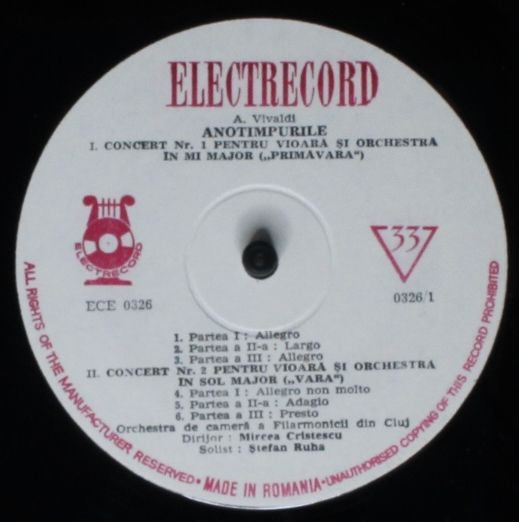 ELECTRECORD
A. Vivaldi
ANOTIMPURILE
I. CONCERT Nr. 1 PENTRU VIOARĂ ȘI ORCHESTRA
IN MI MAJOR („PRIMĂVARA”)
ELECTRECORD
33
ECE 0326
0326/1
1. Partea I : Allegro
2. Partea a II-a : Largo
3. Partea a III : Allegro
II. CONCERT Nr. 2 PENTRU VIOARĂ ȘI ORCHESTRA
IN SOL MAJOR („VARA”)
4. Partea I : Allegro non molto
5. Partea a II-a : Adagio
6. Partea a III : Presto
Orchestra de cameră a Filarmonicii din Cluj
Dirijor : Mircea Cristescu
Solist : Ștefan Ruha
ALL RIGHTS OF THE MANUFACTURER RESERVED • MADE IN ROMANIA • UNAUTHORISED COPYING OF THIS RECORD PROHIBITED